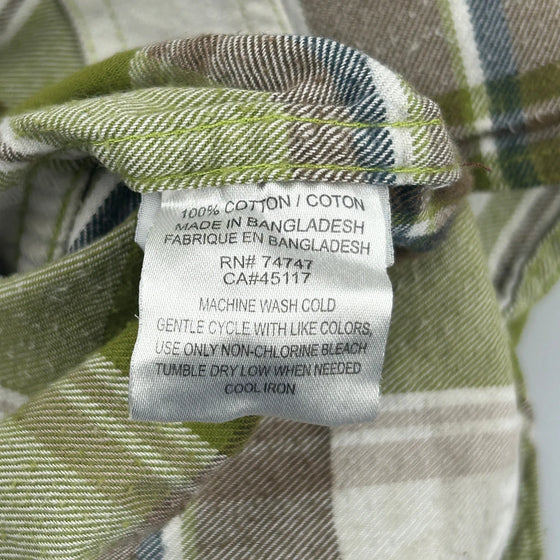 100% COTTON / COTON
MADE IN BANGLADESH
FABRIQUE EN BANGLADESH
RN# 74747
CA#45117
MACHINE WASH COLD
GENTLE CYCLE WITH LIKE COLORS,
USE ONLY NON-CHLORINE BLEACH
TUMBLE DRY LOW WHEN NEEDED
COOL IRON